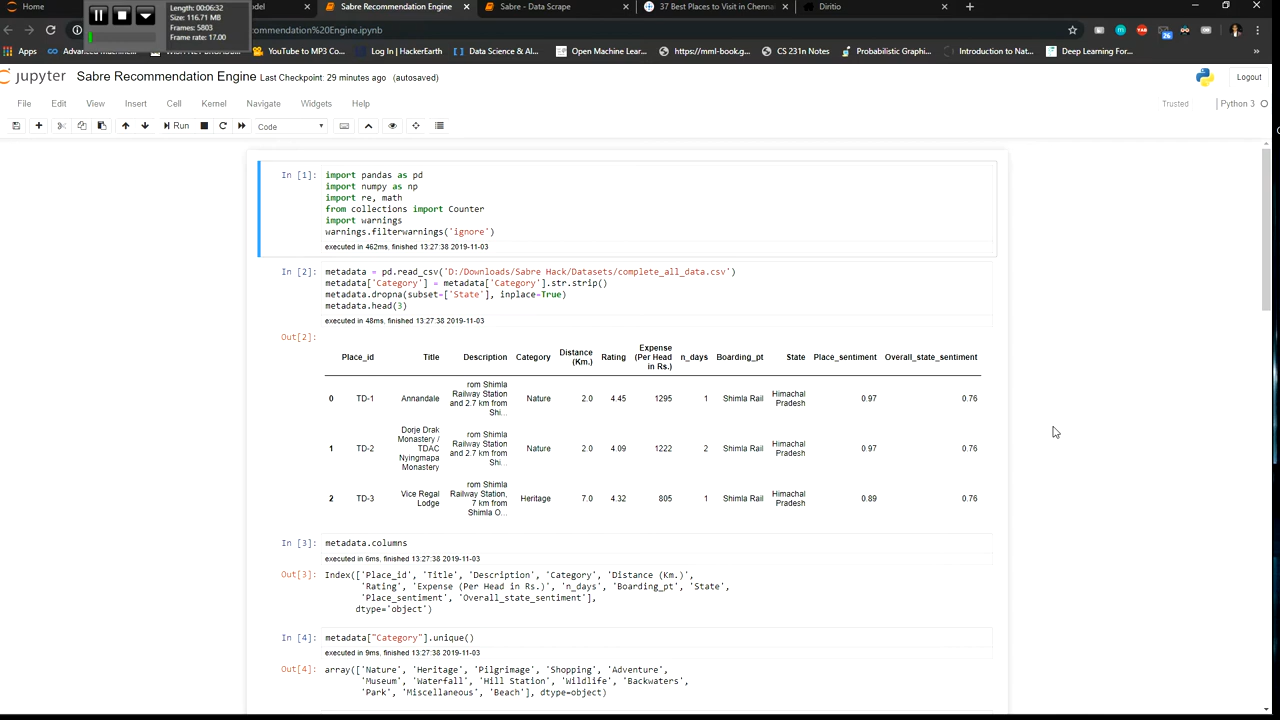 Length: 00:06:32
Size: 116.71 MB
Frames: 5803
Frame rate: 17.00
Home
Sabre Recommendation Engine
Sabre - Data Scrape
37 Best Places to Visit in Chennai
Diritio
ommendation%20Engine.ipynb
Apps
YouTube to MP3 Co...
Log In | HackerEarth
Data Science & AI...
Open Machine Lear...
https://mml-book.g...
CS 231n Notes
Probabilistic Graphi...
Introduction to Nat...
Deep Learning For...
jupyter Sabre Recommendation Engine Last Checkpoint: 29 minutes ago (autosaved)
Logout
File Edit View Insert Cell Kernel Navigate Widgets Help
Trusted Python 3
Run Code
In [1]: import pandas as pd
import numpy as np
import re, math
from collections import Counter
import warnings
warnings.filterwarnings('ignore')
executed in 462ms, finished 13:27:38 2019-11-03
In [2]: metadata = pd.read_csv('D:/Downloads/Sabre Hack/Datasets/complete_all_data.csv')
metadata['Category'] = metadata['Category'].str.strip()
metadata.dropna(subset=['State'], inplace=True)
metadata.head(3)
executed in 48ms, finished 13:27:38 2019-11-03
Out[2]:
Place_id Title Description Category Distance (Km.) Rating Expense (Per Head in Rs.) n_days Boarding_pt State Place_sentiment Overall_state_sentiment
0 TD-1 Annandale rom Shimla Railway Station and 2.7 km from Shi... Nature 2.0 4.45 1295 1 Shimla Rail Himachal Pradesh 0.97 0.76
1 TD-2 Dorje Drak Monastery / TDAC Nyingmapa Monastery rom Shimla Railway Station and 2.7 km from Shi... Nature 2.0 4.09 1222 2 Shimla Rail Himachal Pradesh 0.97 0.76
2 TD-3 Vice Regal Lodge rom Shimla Railway Station, 7 km from Shimla O... Heritage 7.0 4.32 805 1 Shimla Rail Himachal Pradesh 0.89 0.76
In [3]: metadata.columns
executed in 6ms, finished 13:27:38 2019-11-03
Out[3]: Index(['Place_id', 'Title', 'Description', 'Category', 'Distance (Km.)',
'Rating', 'Expense (Per Head in Rs.)', 'n_days', 'Boarding_pt', 'State',
'Place_sentiment', 'Overall_state_sentiment'],
dtype='object')
In [4]: metadata["Category"].unique()
executed in 9ms, finished 13:27:38 2019-11-03
Out[4]: array(['Nature', 'Heritage', 'Pilgrimage', 'Shopping', 'Adventure',
'Museum', 'Waterfall', 'Hill Station', 'Wildlife', 'Backwaters',
'Park', 'Miscellaneous', 'Beach'], dtype=object)